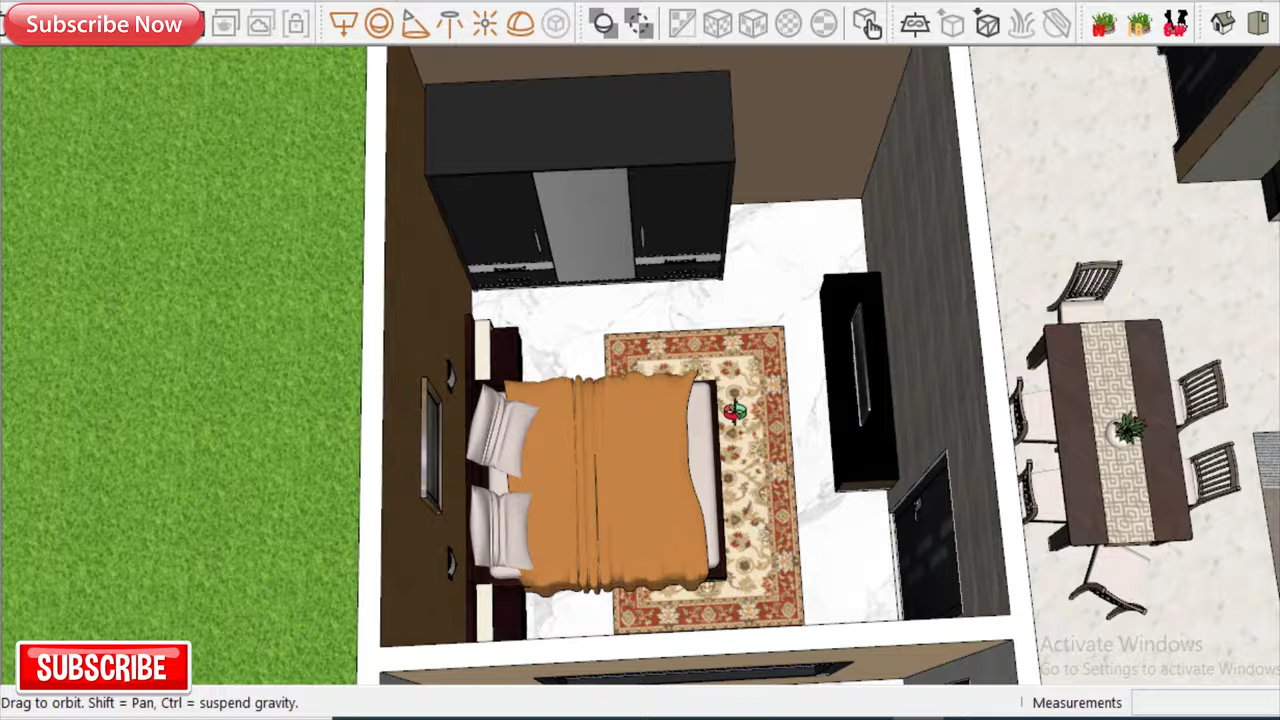 Subscribe Now
Activate Windows
Go to Settings to activate Windows
SUBSCRIBE
Drag to orbit. Shift = Pan, Ctrl = suspend gravity.
Measurements